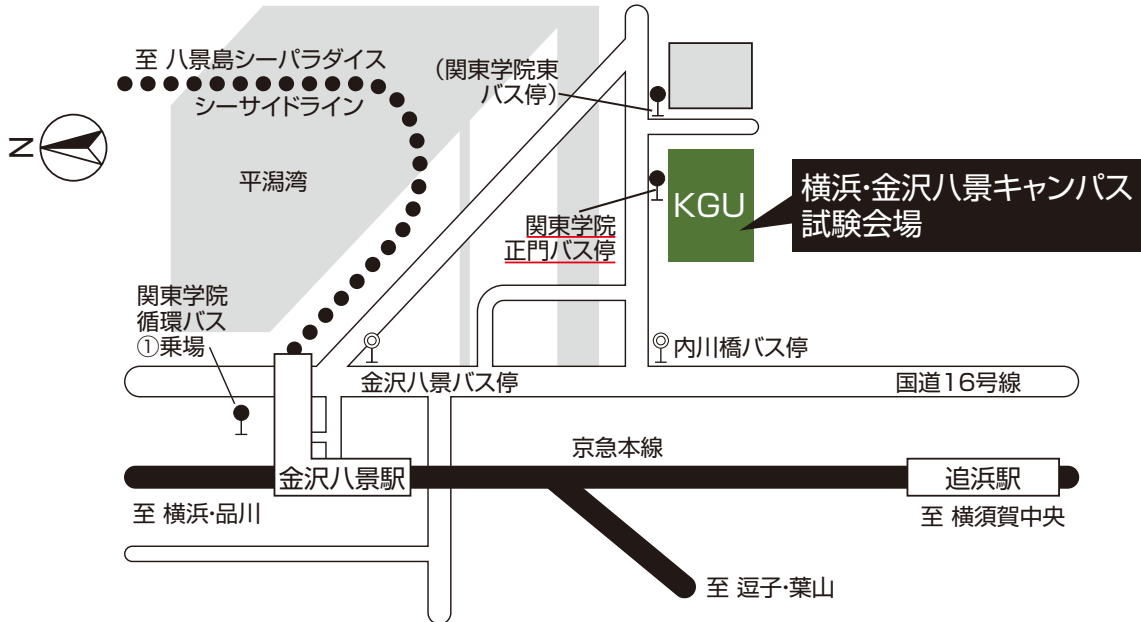 至 八景島シーパラダイス
シーサイドライン
(関東学院東
バス停)
N
平潟湾
KGU
横浜・金沢八景キャンパス
試験会場
関東学院
正門バス停
関東学院
循環バス
①乗場
内川橋バス停
金沢八景バス停
国道16号線
京急本線
金沢八景駅
追浜駅
至 横浜・品川
至 横須賀中央
至 逗子・葉山